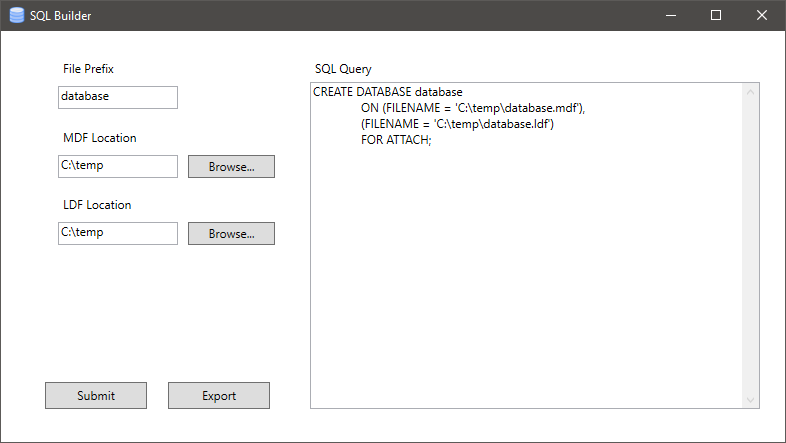 SQL Builder
File Prefix
database
MDF Location
C:\temp
Browse...
LDF Location
C:\temp
Browse...
Submit
Export
SQL Query
CREATE DATABASE database
ON (FILENAME = 'C:\temp\database.mdf'),
(FILENAME = 'C:\temp\database.ldf')
FOR ATTACH;